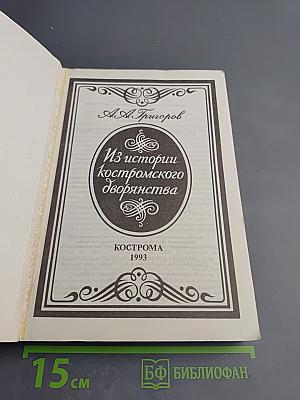 А.А.Григоров
Из истории
костромского
дворянства
КОСТРОМА
1993
15 см
БФ БИБЛИОФАН